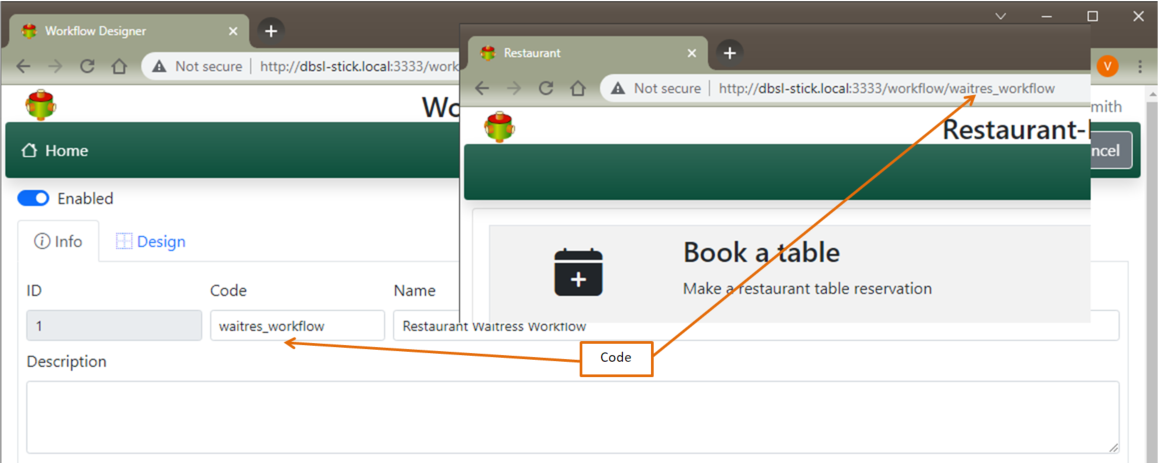 Workflow Designer
Not secure | http://dbsl-stick.local:3333/work
V
Wo
mith
Home
ncel
Enabled
Info
Design
ID
Code
Name
1
waitres_workflow
Restaurant Waitress Workflow
Description
Restaurant
Not secure | http://dbsl-stick.local:3333/workflow/waitres_workflow
Restaurant-
Book a table
Make a restaurant table reservation
Code